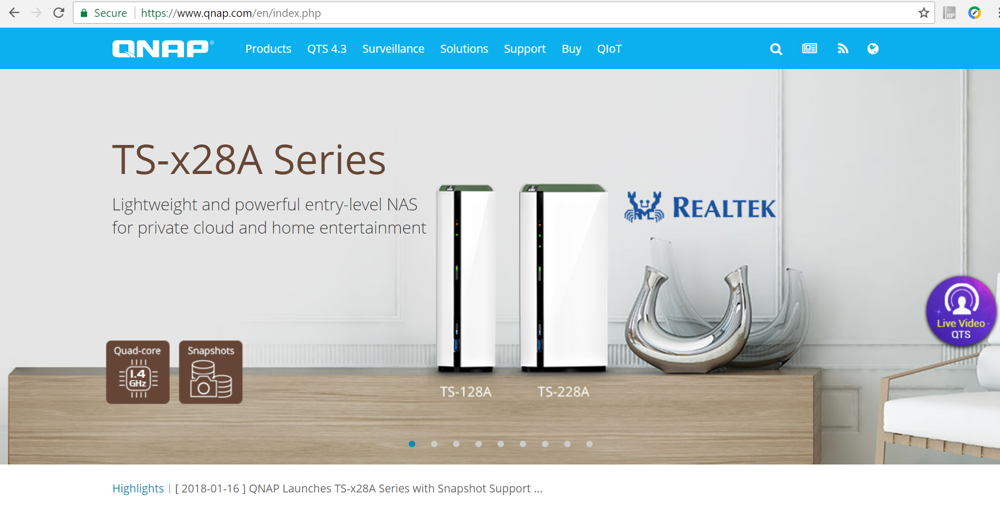 Secure https://www.qnap.com/en/index.php
RP
QNAP®
Products QTS 4.3 Surveillance Solutions Support Buy QIoT
TS-x28A Series
Lightweight and powerful entry-level NAS
for private cloud and home entertainment
REALTEK
Live Video
QTS
Quad-core
1.4
GHz
Snapshots
TS-128A TS-228A
Highlights | [ 2018-01-16 ] QNAP Launches TS-x28A Series with Snapshot Support ...